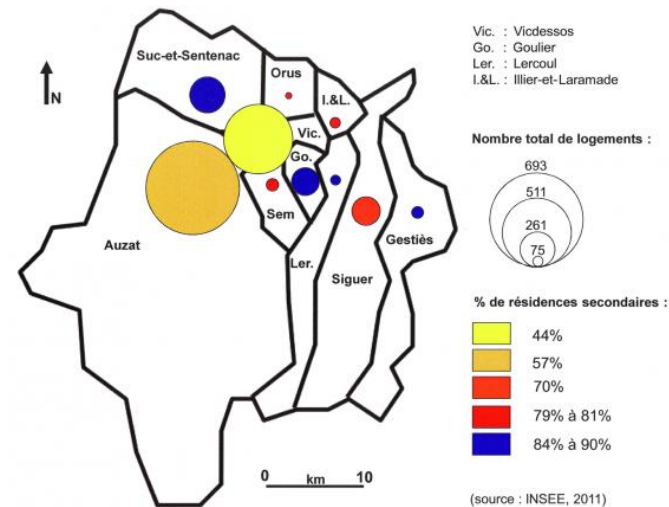 Suc-et-Sentenac
Orus
I.&L.
N
Vic.
Go.
Sem
Auzat
Ler.
Siguer
Gestiès
0 10
km
Vic. : Vicdessos
Go. : Goulier
Ler. : Lercoul
I.&L. : Illier-et-Laramade
Nombre total de logements :
693
511
261
75
% de résidences secondaires :
44%
57%
70%
79% à 81%
84% à 90%
(source : INSEE, 2011)